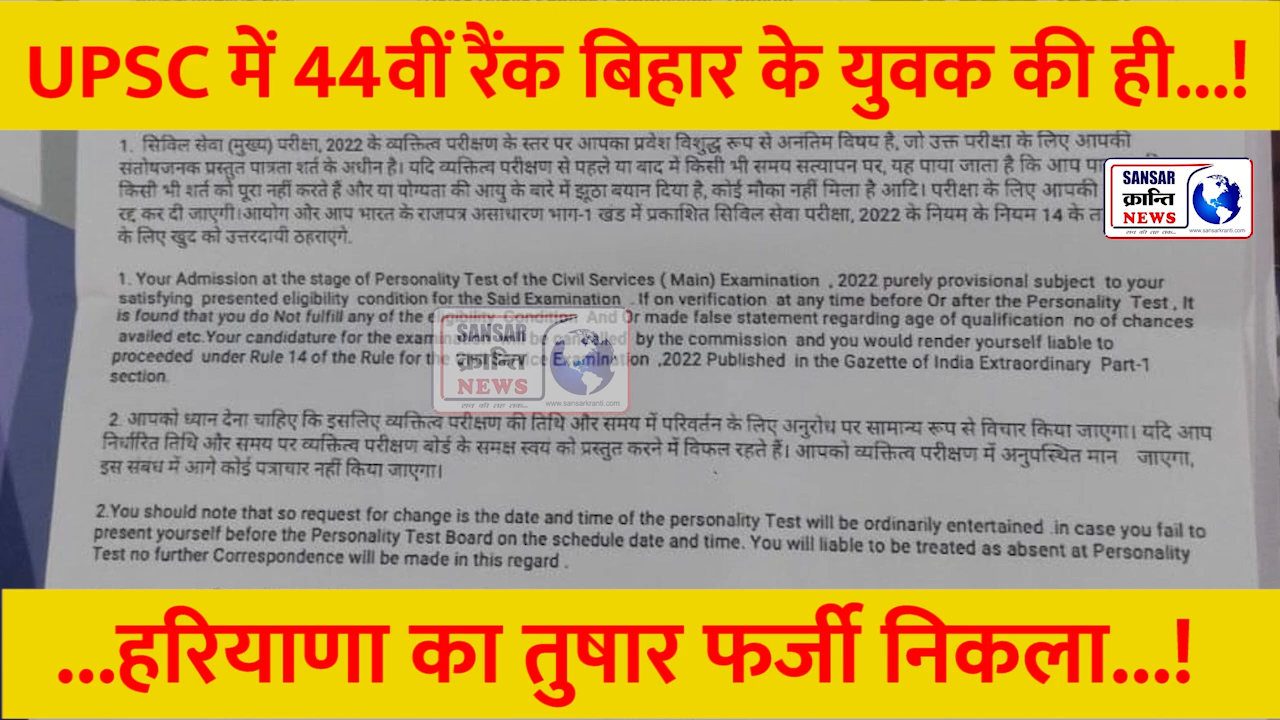 UPSC में 44वीं रैंक बिहार के युवक की ही...!
1. सिविल सेवा (मुख्य) परीक्षा, 2022 के व्यक्तित्व परीक्षण के स्तर पर आपका प्रवेश विशुद्ध रूप से अनंतिम विषय है, जो उक्त परीक्षा के लिए आपकी
संतोषजनक प्रस्तुत पात्रता शर्त के अधीन है। यदि व्यक्तित्व परीक्षण से पहले या बाद में किसी भी समय सत्यापन पर, यह पाया जाता है कि आप
किसी भी शर्त को पूरा नहीं करते हैं और या योग्यता की आयु के बारे में झूठा बयान दिया है, कोई मौका नहीं मिला है आदि। परीक्षा के लिए आपकी
रद्द कर दी जाएगी।आयोग और आप भारत के राजपत्र असाधारण भाग-1 खंड में प्रकाशित सिविल सेवा परीक्षा, 2022 के नियम के नियम 14 के
के लिए खुद को उत्तरदायी ठहराएंगे.
SANSAR
क्रान्ति
NEWS
सच की तह तक...
www.sansarkranti.com
1. Your Admission at the stage of Personality Test of the Civil Services ( Main) Examination , 2022 purely provisional subject to your
satisfying presented eligibility condition for the Said Examination . If on verification at any time before Or after the Personality Test , It
is found that you do Not fulfill any of the eligibility Condition And Or made false statement regarding age of qualification no of chances
availed etc.Your candidature for the examination will be cancelled by the commission and you would render yourself liable to
proceeded under Rule 14 of the Rule for the Civil Service Examination ,2022 Published in the Gazette of India Extraordinary Part-1
section.
SANSAR
क्रान्ति
NEWS
सच की तह तक...
www.sansarkranti.com
2. आपको ध्यान देना चाहिए कि इसलिए व्यक्तित्व परीक्षण की तिथि और समय में परिवर्तन के लिए अनुरोध पर सामान्य रूप से विचार किया जाएगा। यदि आप
निर्धारित तिथि और समय पर व्यक्तित्व परीक्षण बोर्ड के समक्ष स्वयं को प्रस्तुत करने में विफल रहते हैं। आपको व्यक्तित्व परीक्षण में अनुपस्थित मान जाएगा,
इस संबंध में आगे कोई पत्राचार नहीं किया जाएगा।
2.You should note that so request for change is the date and time of the personality Test will be ordinarily entertained .in case you fail to
present yourself before the Personality Test Board on the schedule date and time. You will liable to be treated as absent at Personality
Test no further Correspondence will be made in this regard .
...हरियाणा का तुषार फर्जी निकला...!